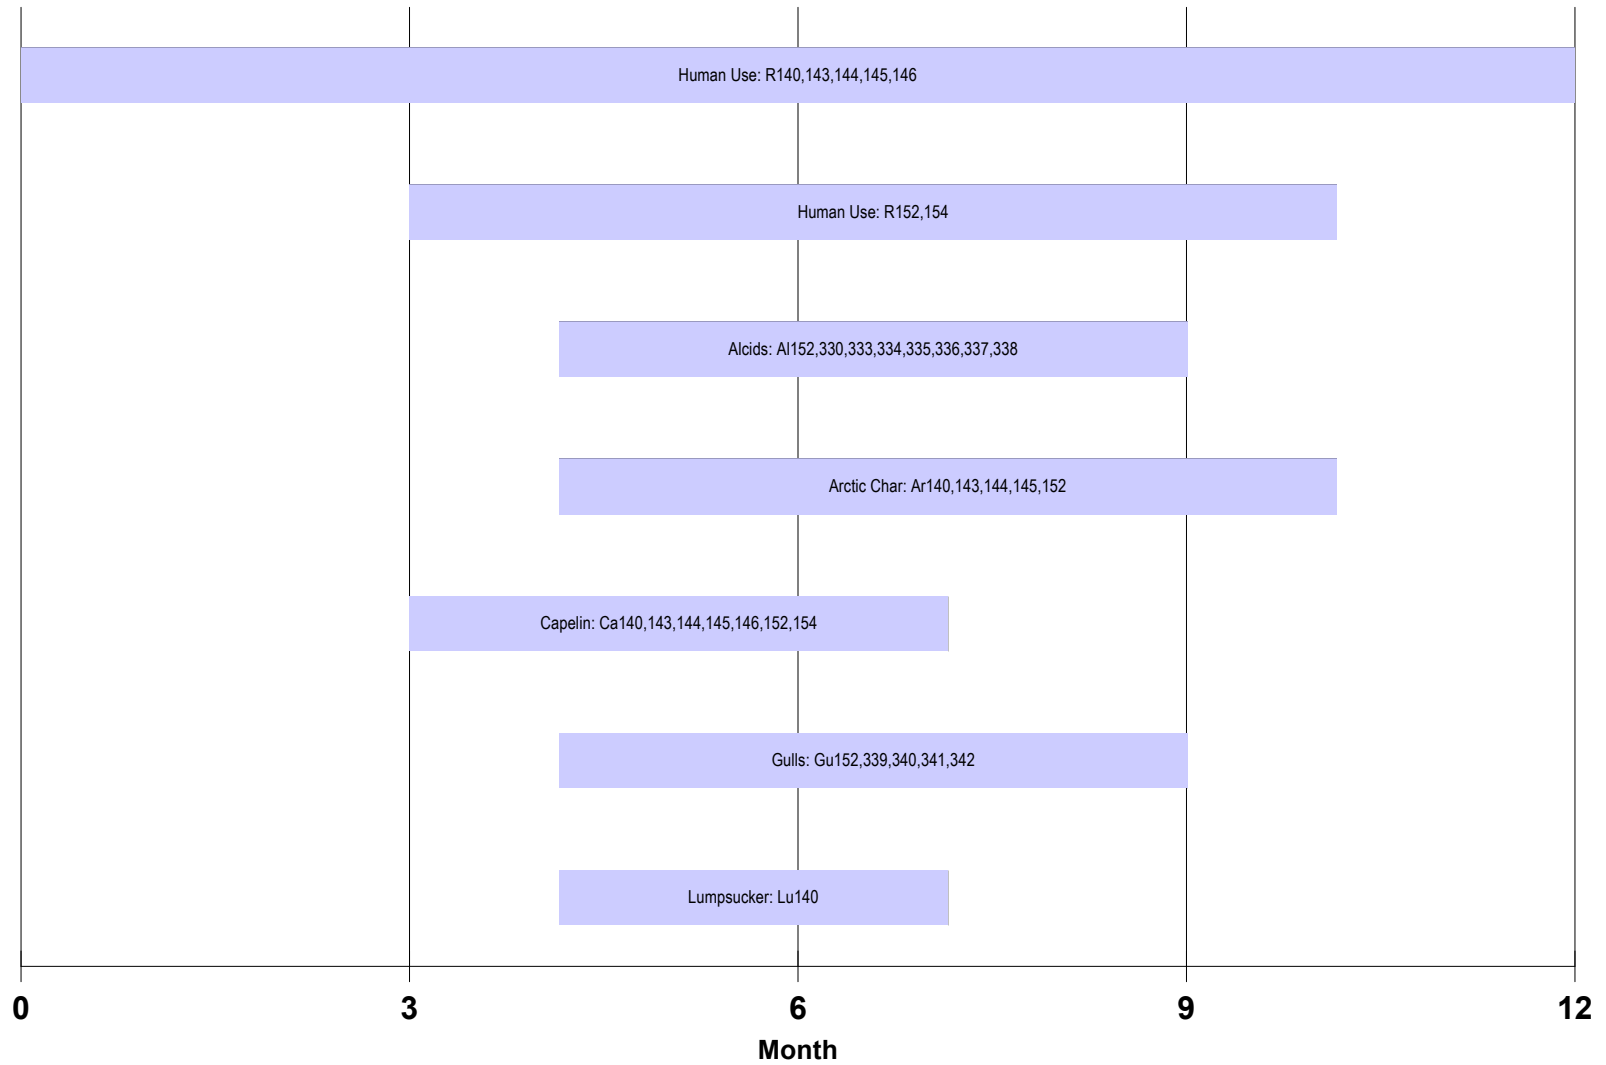 Human Use: R140,143,144,145,146
Human Use: R152,154
Alcids: Al152,330,333,334,335,336,337,338
Arctic Char: Ar140,143,144,145,152
Capelin: Ca140,143,144,145,146,152,154
Gulls: Gu152,339,340,341,342
Lumpsucker: Lu140
0 3 6 9 12
Month